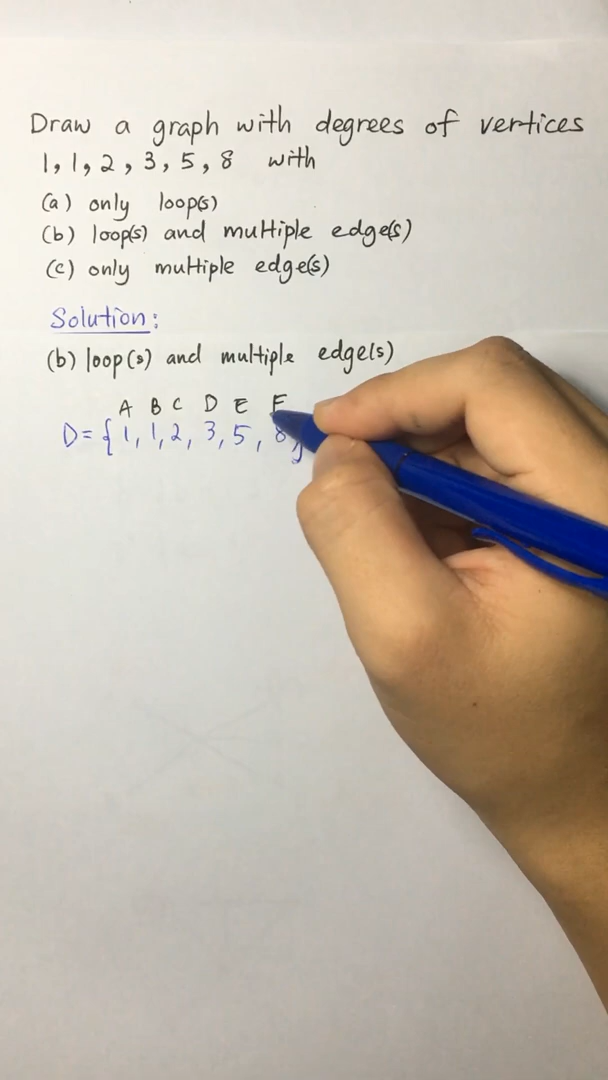 Draw a graph with degrees of vertices
1, 1, 2, 3, 5, 8 with
(a) only loop(s)
(b) loop(s) and multiple edge(s)
(c) only multiple edge(s)
Solution:
(b) loop(s) and multiple edge(s)
A B C D E F
D = { 1, 1, 2, 3, 5, 8